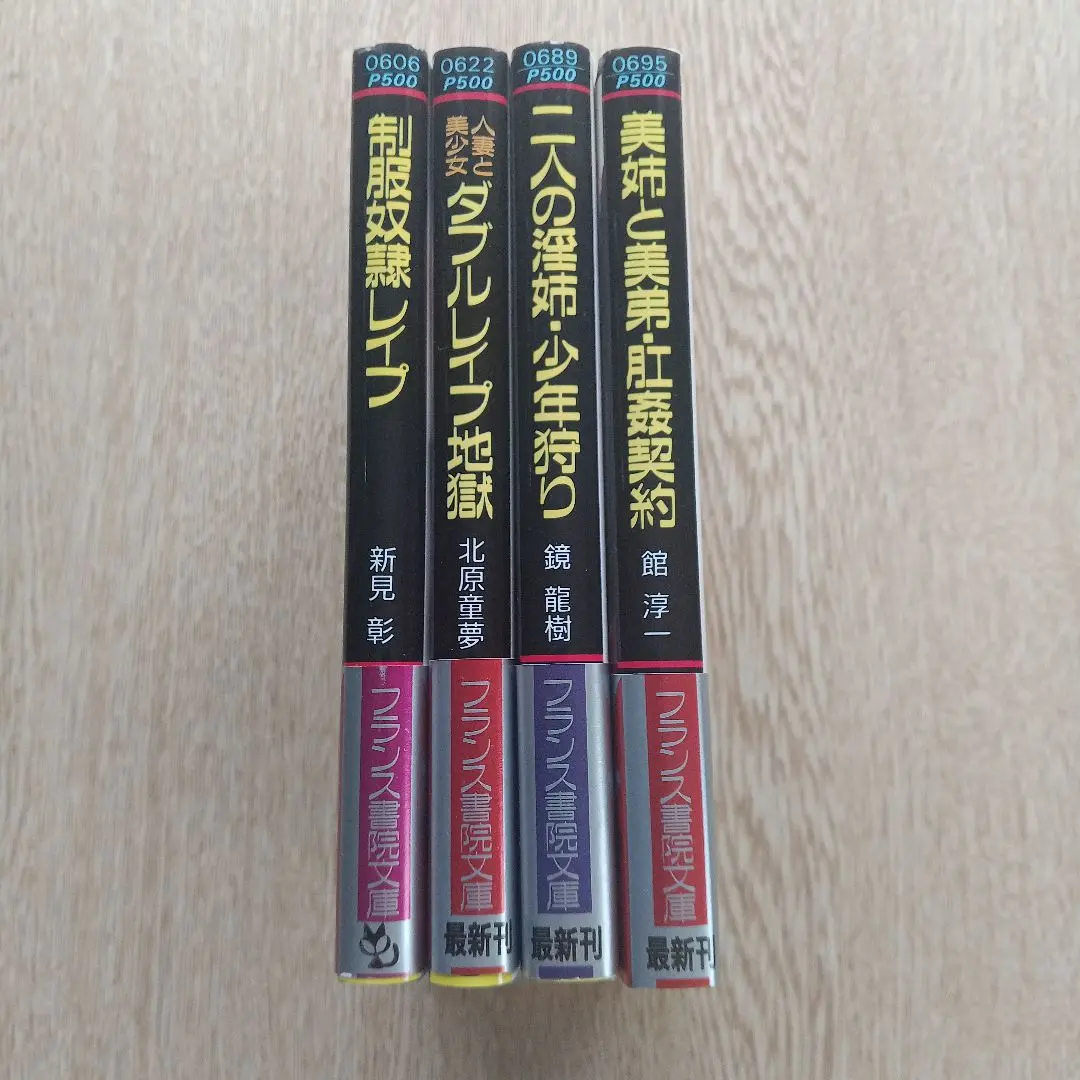 0606
P500
制服奴隷レイプ
新見 彰
フランス書院文庫
0622
P500
人妻と
美少女
ダブルレイプ地獄
北原童夢
フランス書院文庫
最新刊
0689
P500
二人の淫姉・少年狩り
鏡 龍樹
フランス書院文庫
最新刊
0695
P500
美姉と美弟・肛姦契約
館 淳一
フランス書院文庫
最新刊